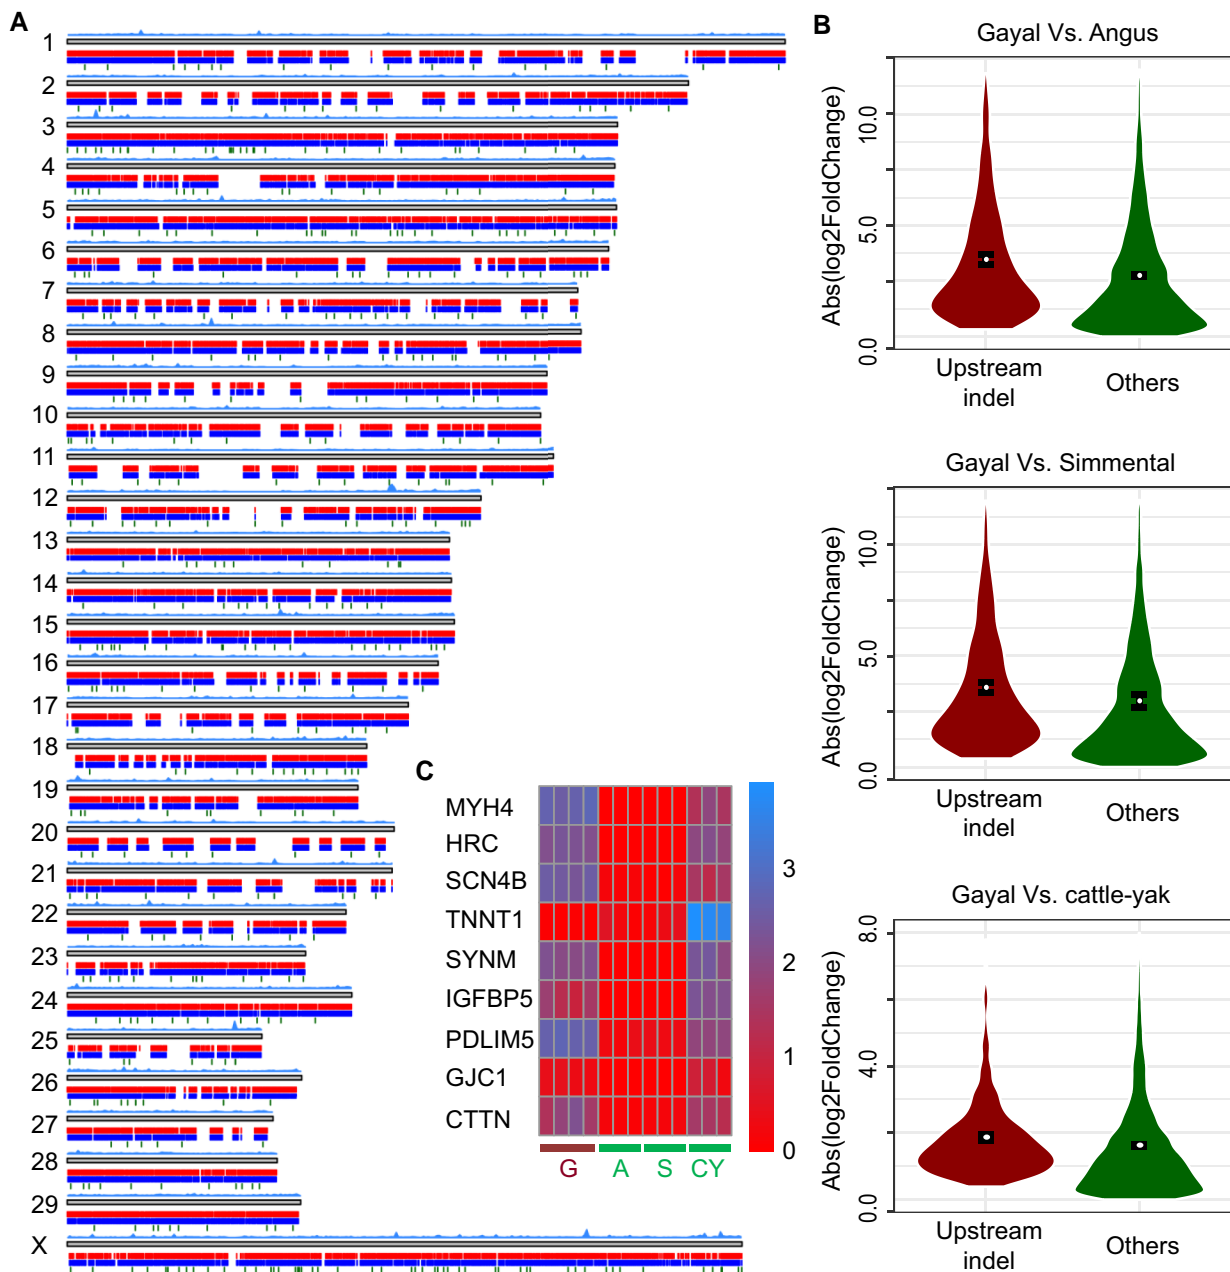 A
1
2
3
4
5
6
7
8
9
10
11
12
13
14
15
16
17
18
19
20
21
22
23
24
25
26
27
28
29
X
B
Gayal Vs. Angus
Abs(log2FoldChange)
10.0
5.0
0.0
Upstream
indel
Others
Gayal Vs. Simmental
Abs(log2FoldChange)
10.0
5.0
0.0
Upstream
indel
Others
Gayal Vs. cattle-yak
Abs(log2FoldChange)
8.0
4.0
0.0
Upstream
indel
Others
C
MYH4
HRC
SCN4B
TNNT1
SYNM
IGFBP5
PDLIM5
GJC1
CTTN
G A S CY
3
2
1
0